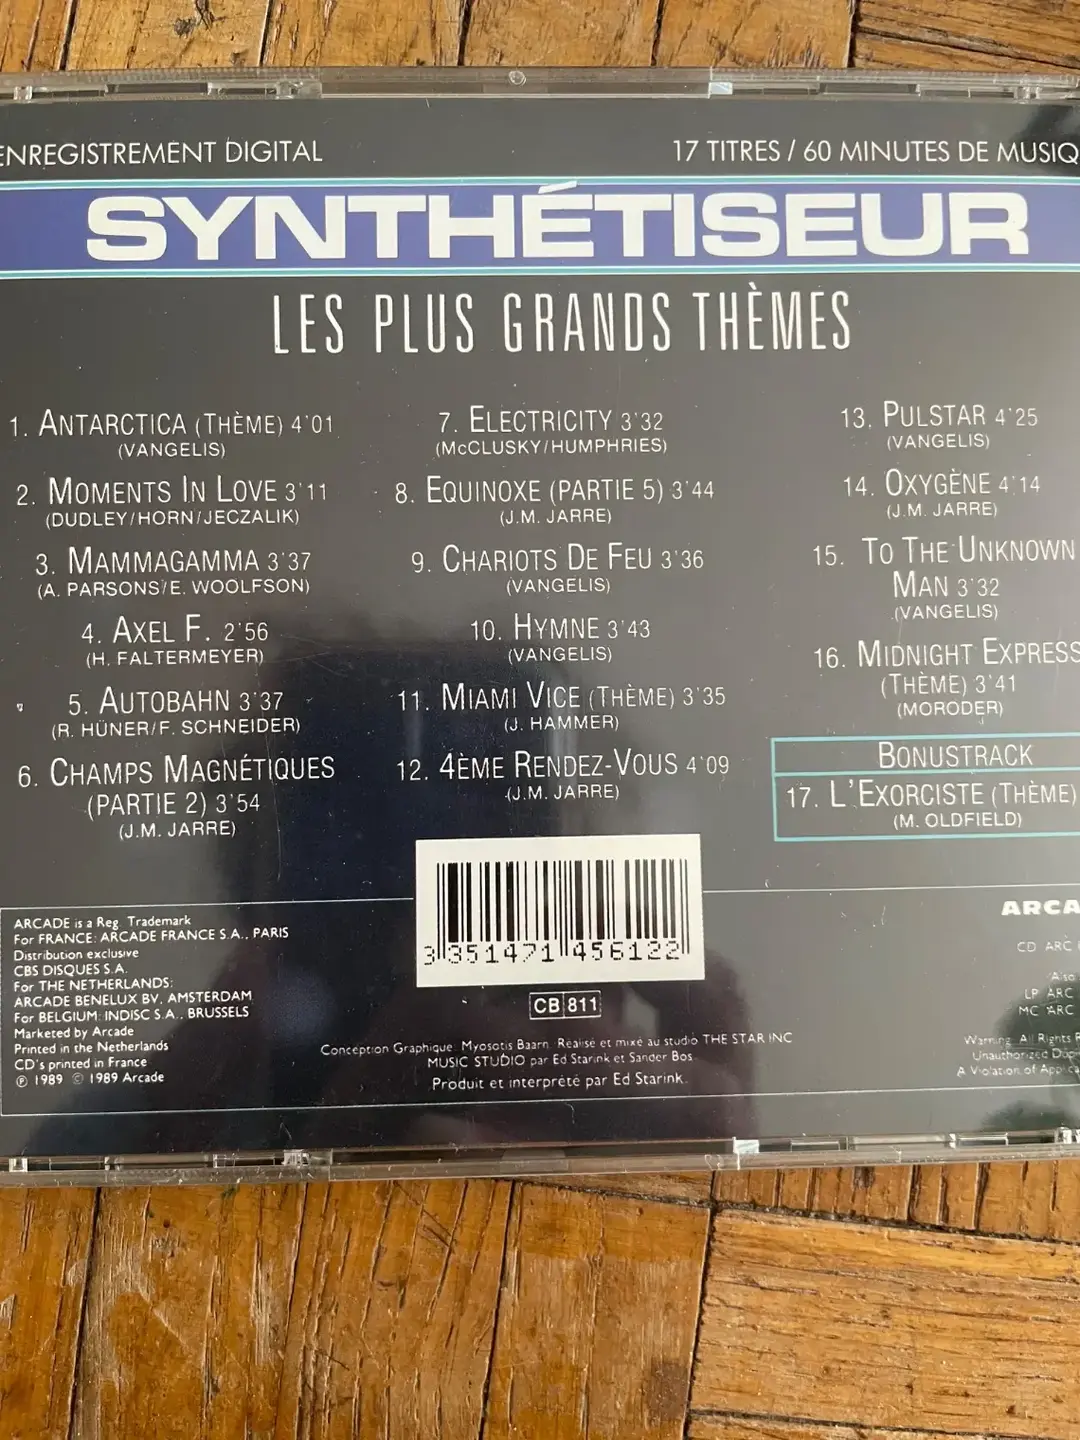 ENREGISTREMENT DIGITAL
17 TITRES / 60 MINUTES DE MUSIQ
SYNTHÉTISEUR
LES PLUS GRANDS THÈMES
1. ANTARCTICA (THÈME) 4'01
(VANGELIS)
2. MOMENTS IN LOVE 3'11
(DUDLEY/HORN/JECZALIK)
3. MAMMAGAMMA 3'37
(A. PARSONS/E. WOOLFSON)
4. AXEL F. 2'56
(H. FALTERMEYER)
5. AUTOBAHN 3'37
(R. HÜNER/F. SCHNEIDER)
6. CHAMPS MAGNÉTIQUES
(PARTIE 2) 3'54
(J.M. JARRE)
7. ELECTRICITY 3'32
(McCLUSKY/HUMPHRIES)
8. EQUINOXE (PARTIE 5) 3'44
(J.M. JARRE)
9. CHARIOTS DE FEU 3'36
(VANGELIS)
10. HYMNE 3'43
(VANGELIS)
11. MIAMI VICE (THÈME) 3'35
(J. HAMMER)
12. 4ÈME RENDEZ-VOUS 4'09
(J.M. JARRE)
13. PULSTAR 4'25
(VANGELIS)
14. OXYGÈNE 4'14
(J.M. JARRE)
15. TO THE UNKNOWN
MAN 3'32
(VANGELIS)
16. MIDNIGHT EXPRESS
(THÈME) 3'41
(MORODER)
BONUSTRACK
17. L'EXORCISTE (THÈME)
(M. OLDFIELD)
3 351471 456122
CB 811
ARCADE is a Reg. Trademark
For FRANCE: ARCADE FRANCE S.A., PARIS
Distribution exclusive
CBS DISQUES S.A.
For THE NETHERLANDS:
ARCADE BENELUX BV, AMSTERDAM
For BELGIUM: INDISC S.A., BRUSSELS
Marketed by Arcade
Printed in the Netherlands
CD's printed in France
℗ 1989 © 1989 Arcade
Conception Graphique: Myosotis Baarn. Réalisé et mixé au studio THE STAR INC
MUSIC STUDIO par Ed Starink et Sander Bos.
Produit et interprété par Ed Starink.
ARCA
CD ARC
Also
LP ARC
MC ARC
Warning. All Rights R
Unauthorized Dup
A Violation of Applica